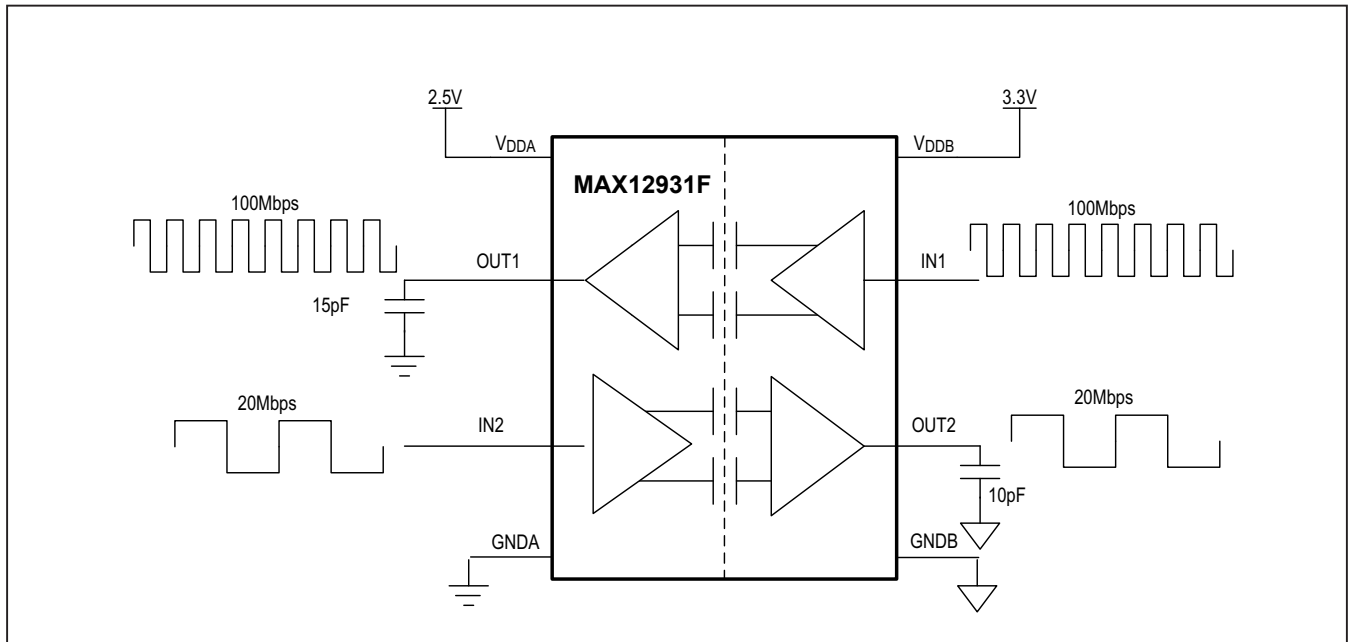 2.5V
3.3V
VDDA
VDDB
MAX12931F
100Mbps
100Mbps
OUT1
IN1
15pF
20Mbps
IN2
OUT2
20Mbps
10pF
GNDA
GNDB